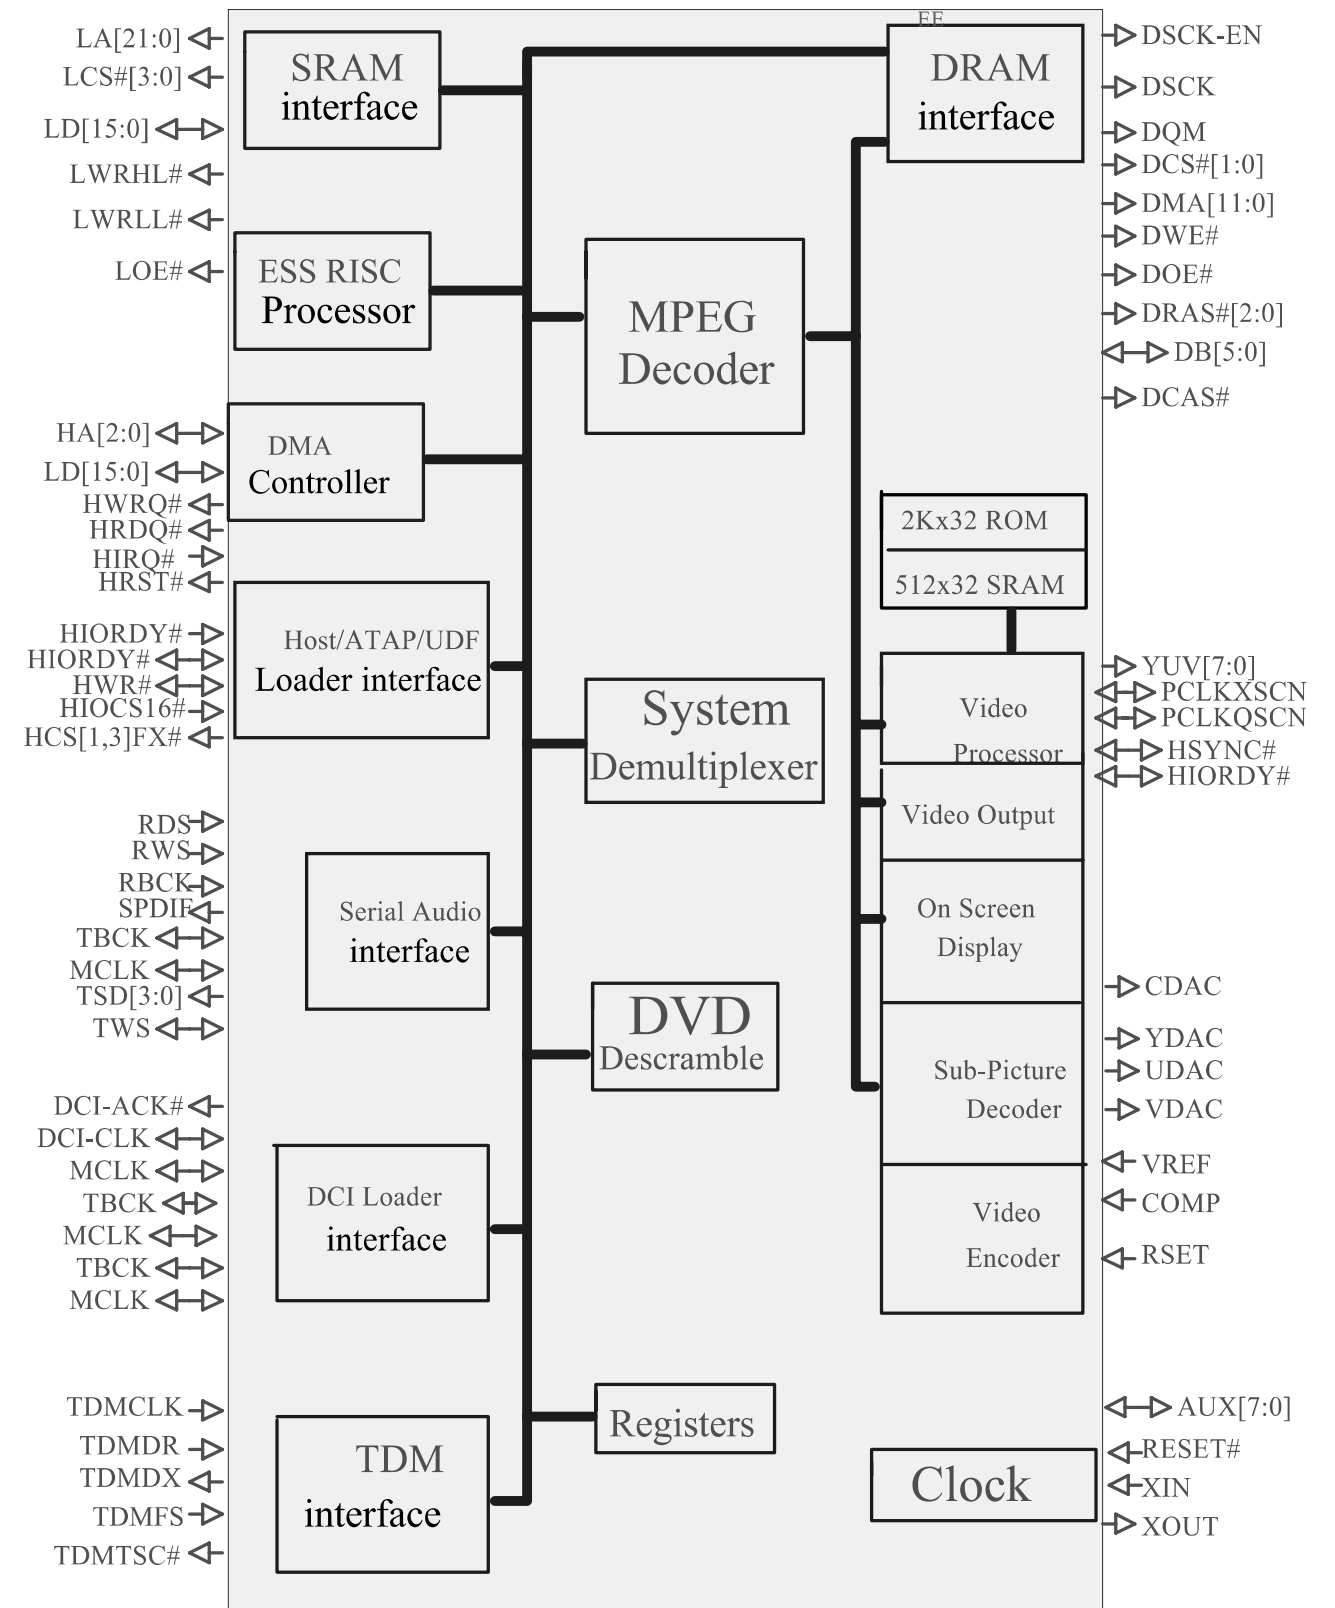 LA[21:0]
LCS#[3:0]
LD[15:0]
LWRHL#
LWRLL#
LOE#
HA[2:0]
LD[15:0]
HWRQ#
HRDQ#
HIRQ#
HRST#
HIORDY#
HIORDY#
HWR#
HIOCS16#
HCS[1,3]FX#
RDS
RWS
RBCK
SPDIF
TBCK
MCLK
TSD[3:0]
TWS
DCI-ACK#
DCI-CLK
MCLK
TBCK
MCLK
TBCK
MCLK
TDMCLK
TDMDR
TDMDX
TDMFS
TDMTSC#
SRAM
interface
ESS RISC
Processor
DMA
Controller
Host/ATAP/UDF
Loader interface
Serial Audio
interface
DCI Loader
interface
TDM
interface
MPEG
Decoder
System
Demultiplexer
DVD
Descramble
Registers
EE
DRAM
interface
2Kx32 ROM
512x32 SRAM
Video
Processor
Video Output
On Screen
Display
Sub-Picture
Decoder
Video
Encoder
Clock
DSCK-EN
DSCK
DQM
DCS#[1:0]
DMA[11:0]
DWE#
DOE#
DRAS#[2:0]
DB[5:0]
DCAS#
YUV[7:0]
PCLKXSCN
PCLKQSCN
HSYNC#
HIORDY#
CDAC
YDAC
UDAC
VDAC
VREF
COMP
RSET
AUX[7:0]
RESET#
XIN
XOUT